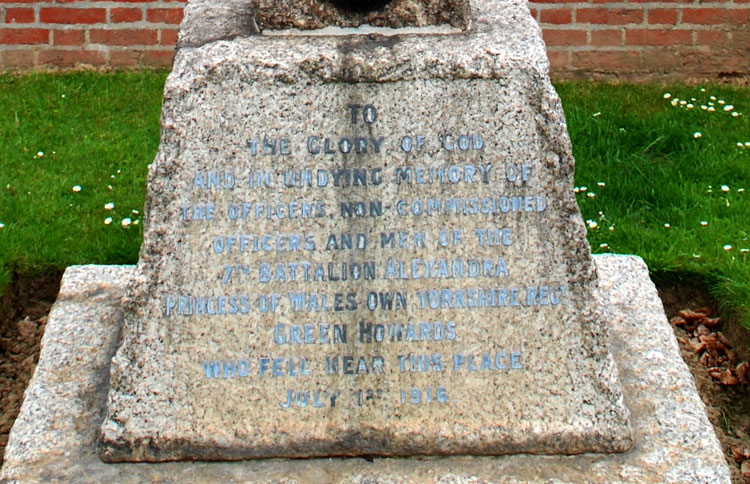 TO
THE GLORY OF GOD
AND IN UNDYING MEMORY OF
THE OFFICERS, NON-COMMISSIONED
OFFICERS AND MEN OF THE
7TH BATTALION ALEXANDRA
PRINCESS OF WALES OWN YORKSHIRE REGT
GREEN HOWARDS
WHO FELL NEAR THIS PLACE
JULY 1ST 1916